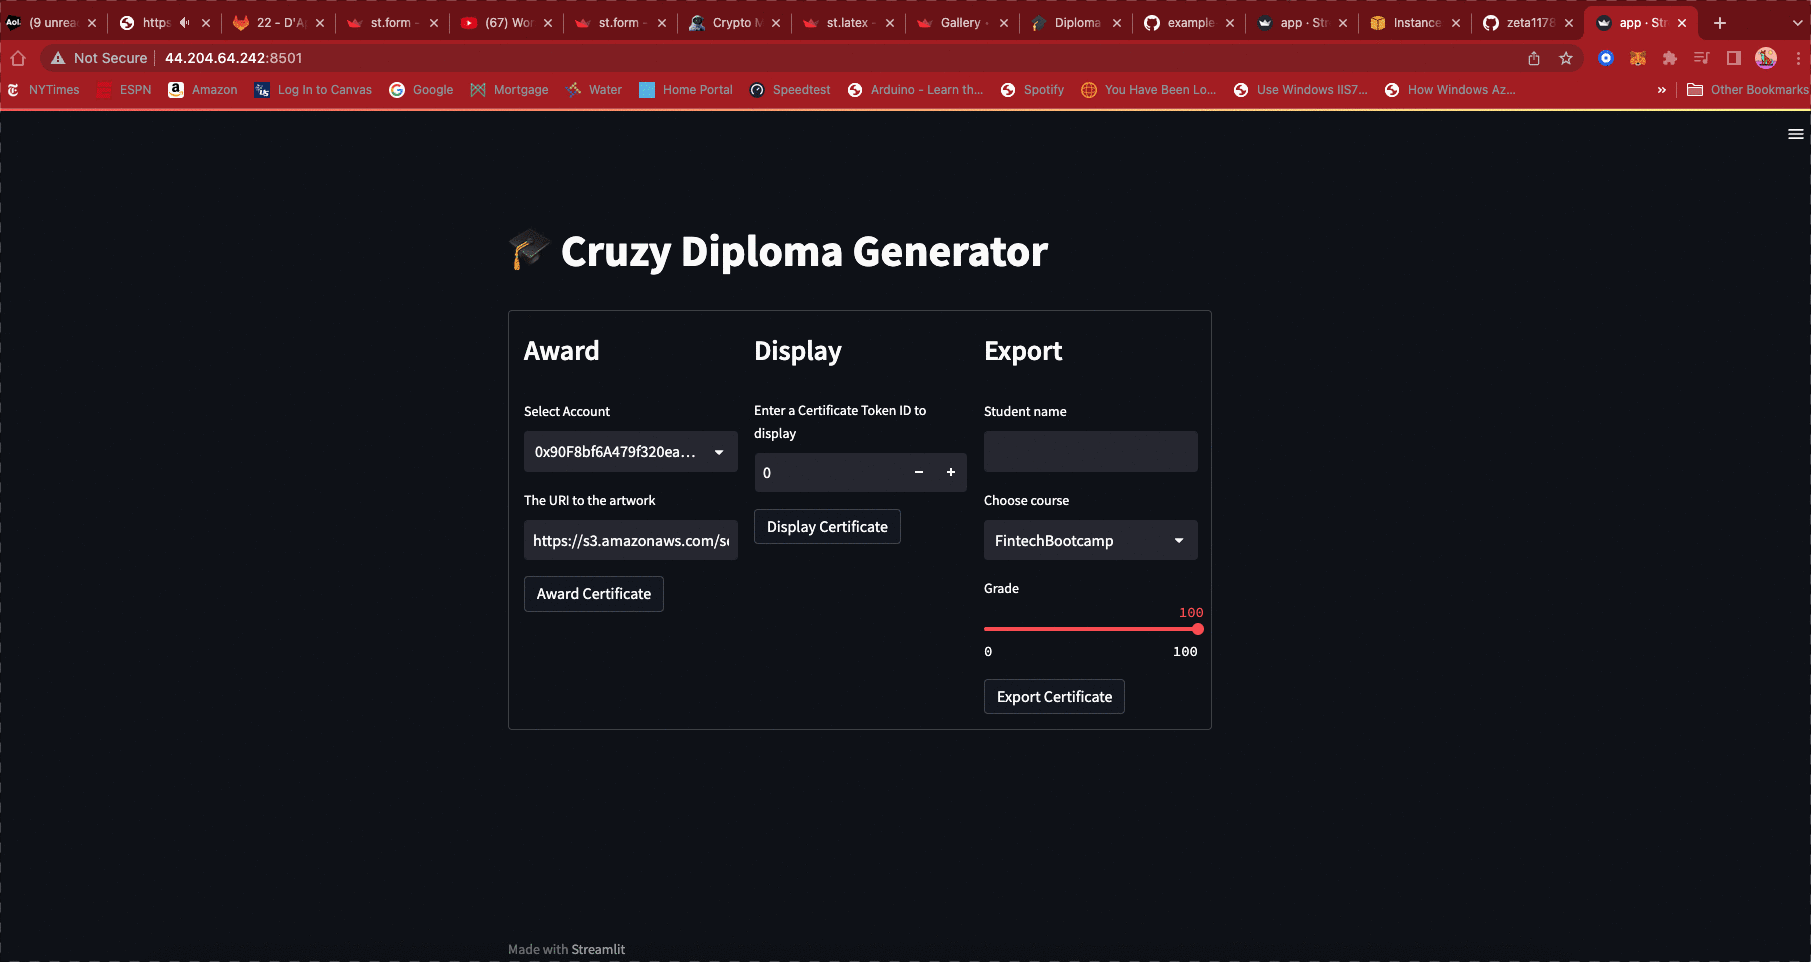 Aol. (9 unrea
https
22 - D'A
st.form -
(67) Wor
st.form -
Crypto M
st.latex -
Gallery ·
Diploma
example
app · Str
Instance
zeta1178
app · Str
Not Secure 44.204.64.242:8501
NYTimes
ESPN
Amazon
Log In to Canvas
Google
Mortgage
Water
Home Portal
Speedtest
Arduino - Learn th...
Spotify
You Have Been Lo...
Use Windows IIS7...
How Windows Az...
» Other Bookmarks
Cruzy Diploma Generator
Award
Select Account
0x90F8bf6A479f320ea...
The URI to the artwork
https://s3.amazonaws.com/se
Award Certificate
Display
Enter a Certificate Token ID to
display
0 − +
Display Certificate
Export
Student name
Choose course
FintechBootcamp
Grade
100
0 100
Export Certificate
Made with Streamlit